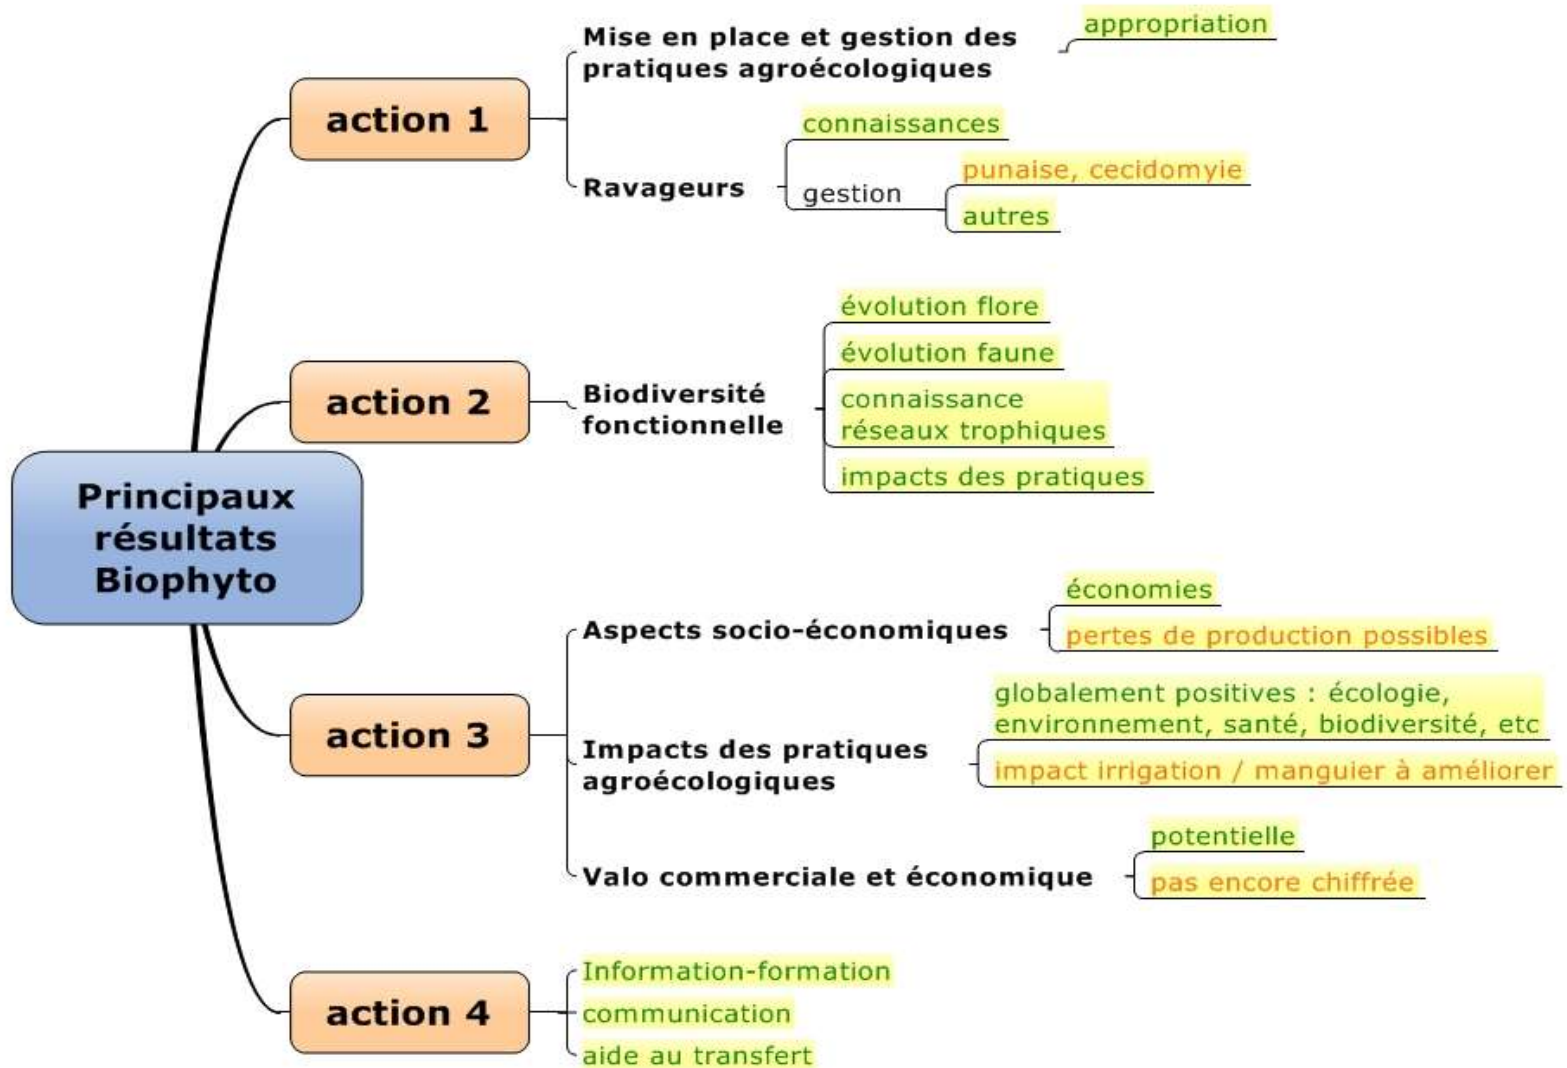 Principaux
résultats
Biophyto
action 1
Mise en place et gestion des
pratiques agroécologiques
appropriation
Ravageurs
connaissances
gestion
punaise, cecidomyie
autres
action 2
Biodiversité
fonctionnelle
évolution flore
évolution faune
connaissance
réseaux trophiques
impacts des pratiques
action 3
Aspects socio-économiques
économies
pertes de production possibles
Impacts des pratiques
agroécologiques
globalement positives : écologie,
environnement, santé, biodiversité, etc
impact irrigation / manguier à améliorer
Valo commerciale et économique
potentielle
pas encore chiffrée
action 4
Information-formation
communication
aide au transfert